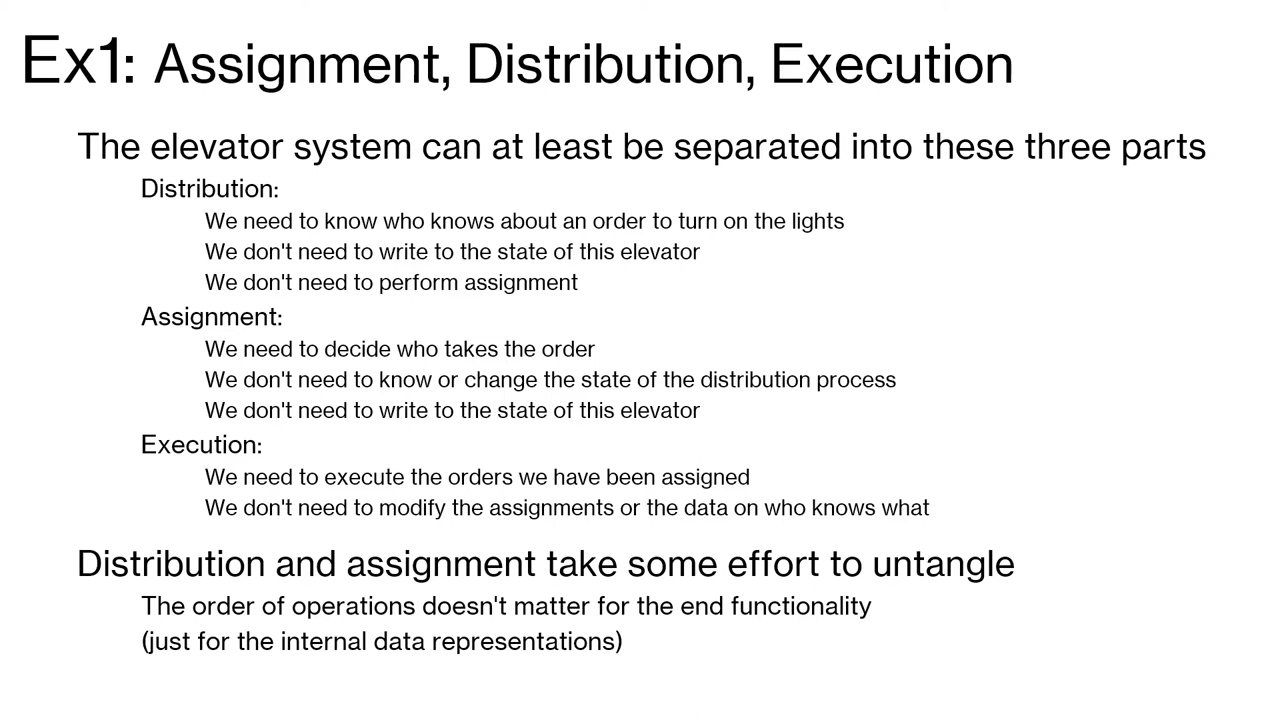 Ex1: Assignment, Distribution, Execution
The elevator system can at least be separated into these three parts
Distribution:
We need to know who knows about an order to turn on the lights
We don't need to write to the state of this elevator
We don't need to perform assignment
Assignment:
We need to decide who takes the order
We don't need to know or change the state of the distribution process
We don't need to write to the state of this elevator
Execution:
We need to execute the orders we have been assigned
We don't need to modify the assignments or the data on who knows what
Distribution and assignment take some effort to untangle
The order of operations doesn't matter for the end functionality
(just for the internal data representations)